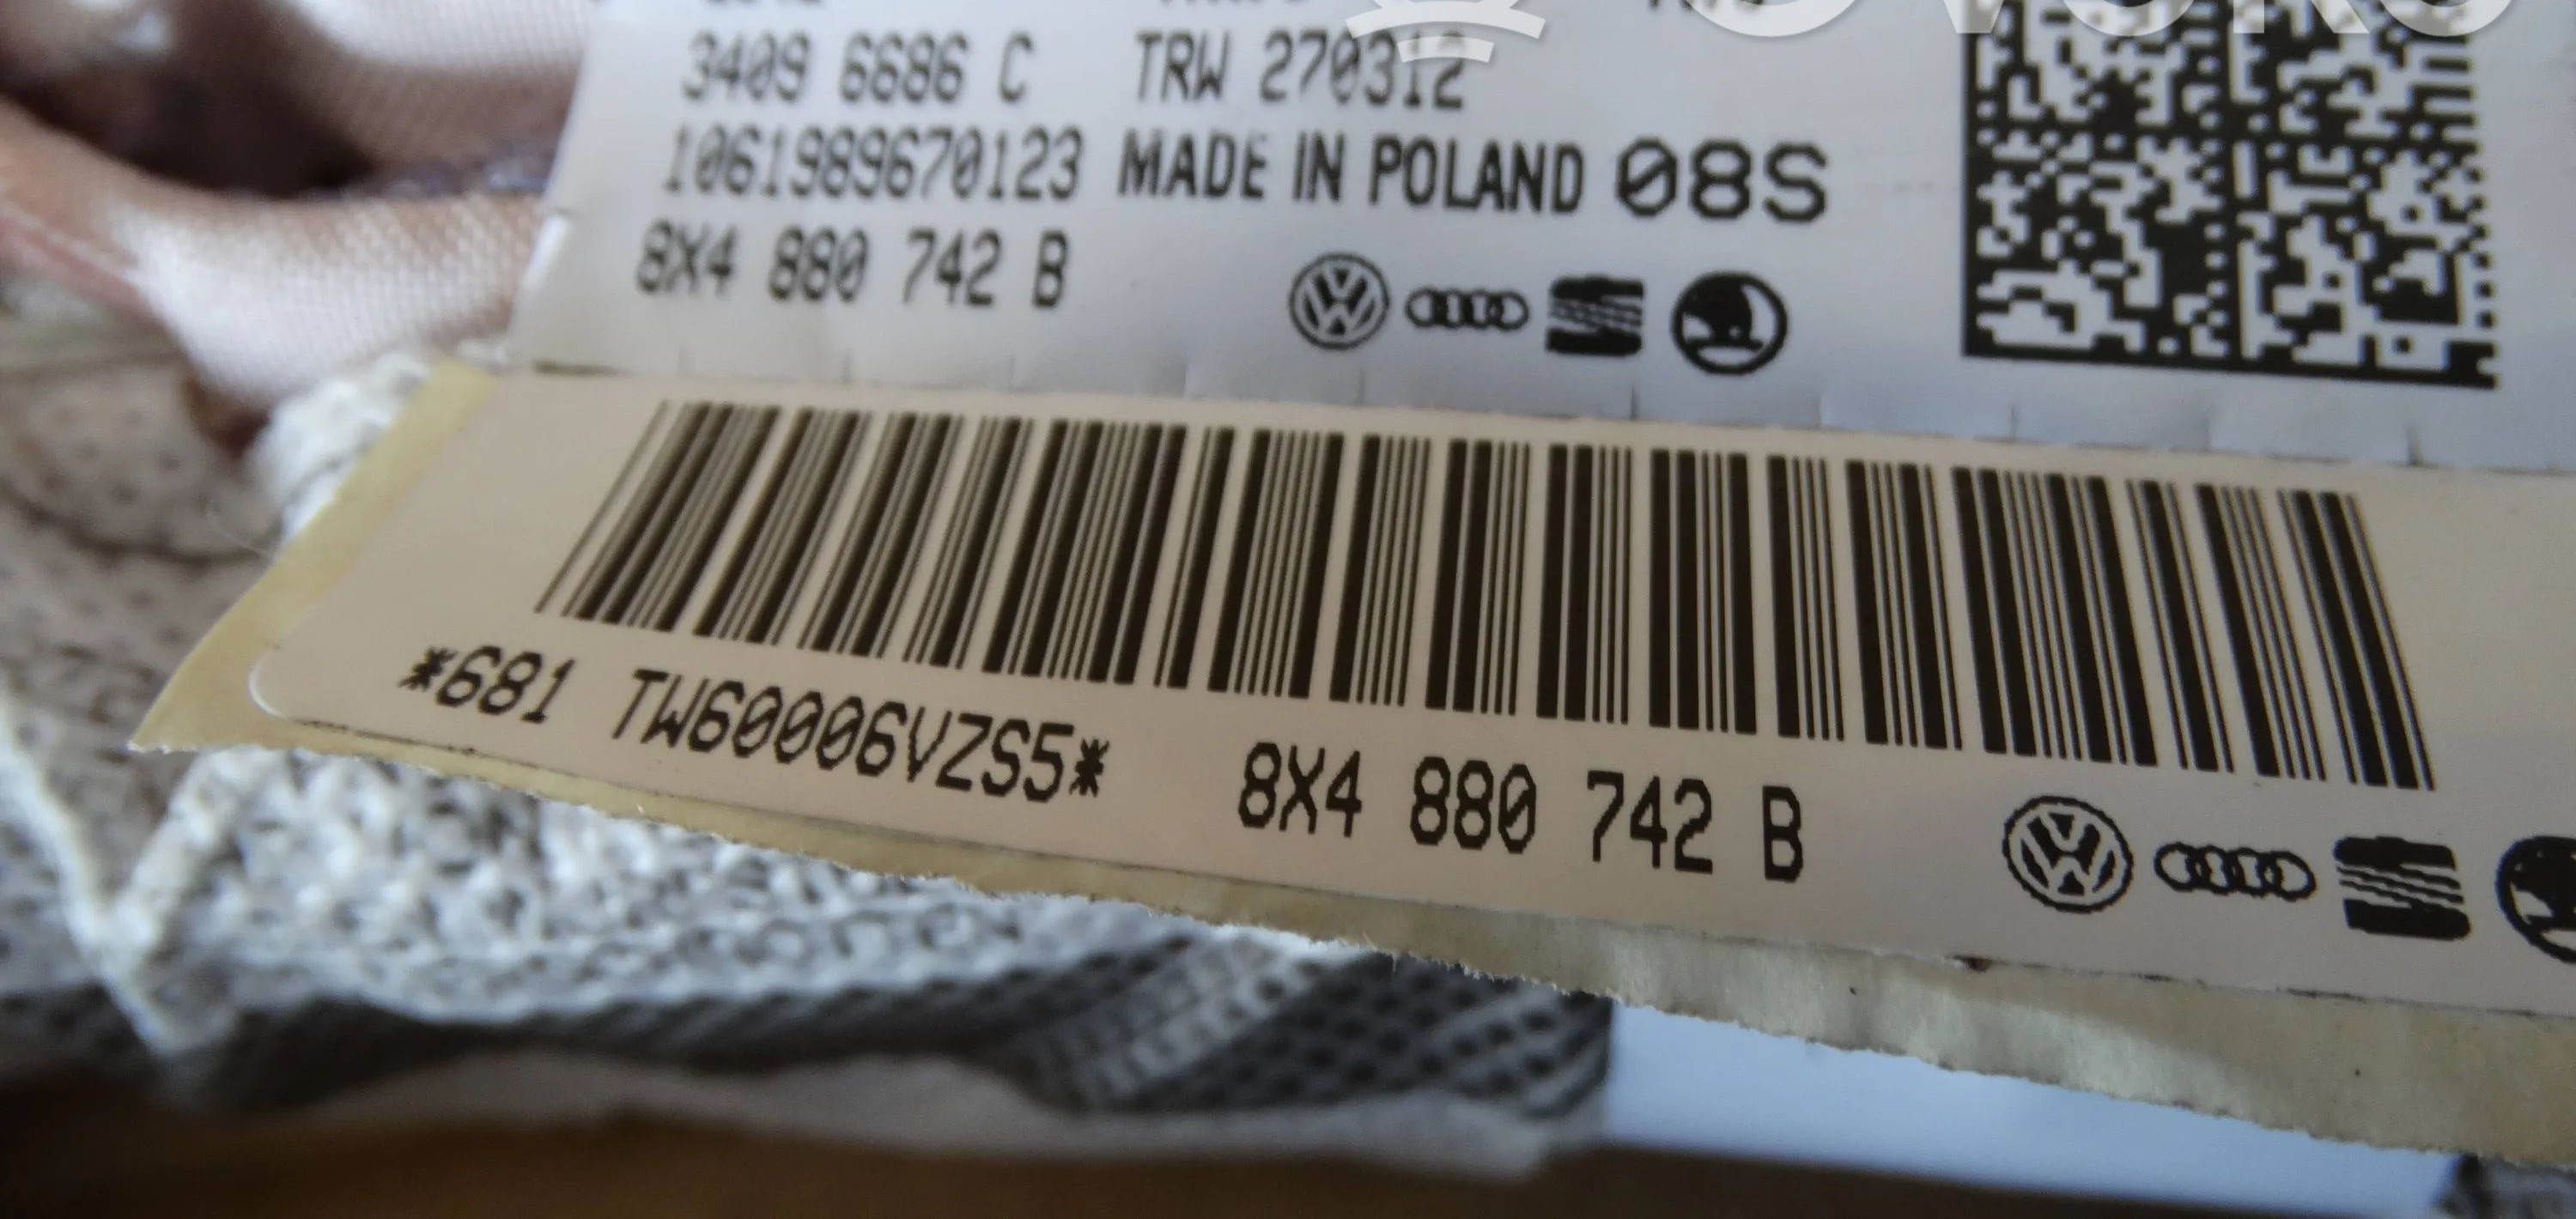 3409 6686 C TRW 270312
1061989670123 MADE IN POLAND 08S
8X4 880 742 B
*681 TW60006VZS5* 8X4 880 742 B